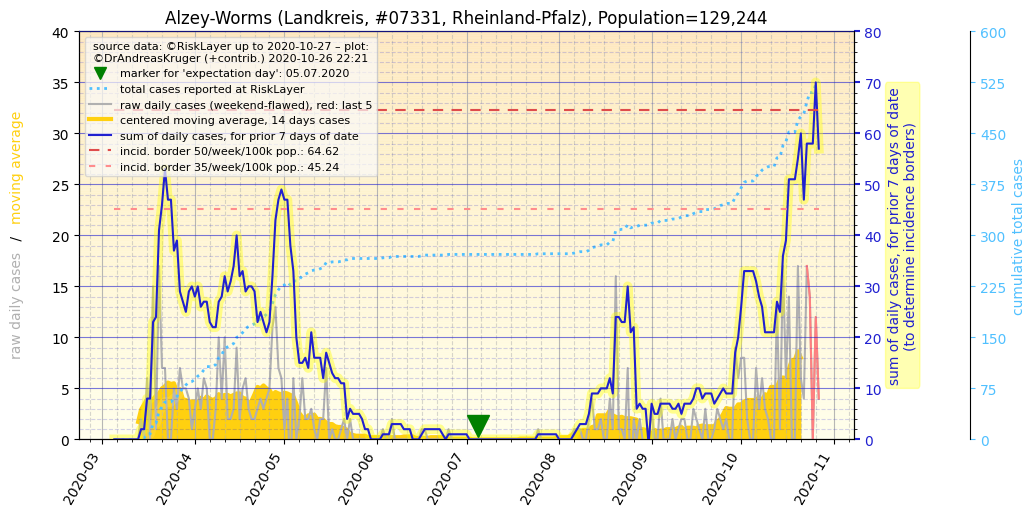 Alzey-Worms (Landkreis, #07331, Rheinland-Pfalz), Population=129,244
source data: ©RiskLayer up to 2020-10-27 – plot:
©DrAndreasKruger (+contrib.) 2020-10-26 22:21
marker for 'expectation day': 05.07.2020
total cases reported at RiskLayer
raw daily cases (weekend-flawed), red: last 5
centered moving average, 14 days cases
sum of daily cases, for prior 7 days of date
incid. border 50/week/100k pop.: 64.62
incid. border 35/week/100k pop.: 45.24
raw daily cases / moving average
40
35
30
25
20
15
10
5
0
80
70
60
50
40
30
20
10
0
sum of daily cases, for prior 7 days of date
(to determine incidence borders)
600
525
450
375
300
225
150
75
0
cumulative total cases
2020-03
2020-04
2020-05
2020-06
2020-07
2020-08
2020-09
2020-10
2020-11